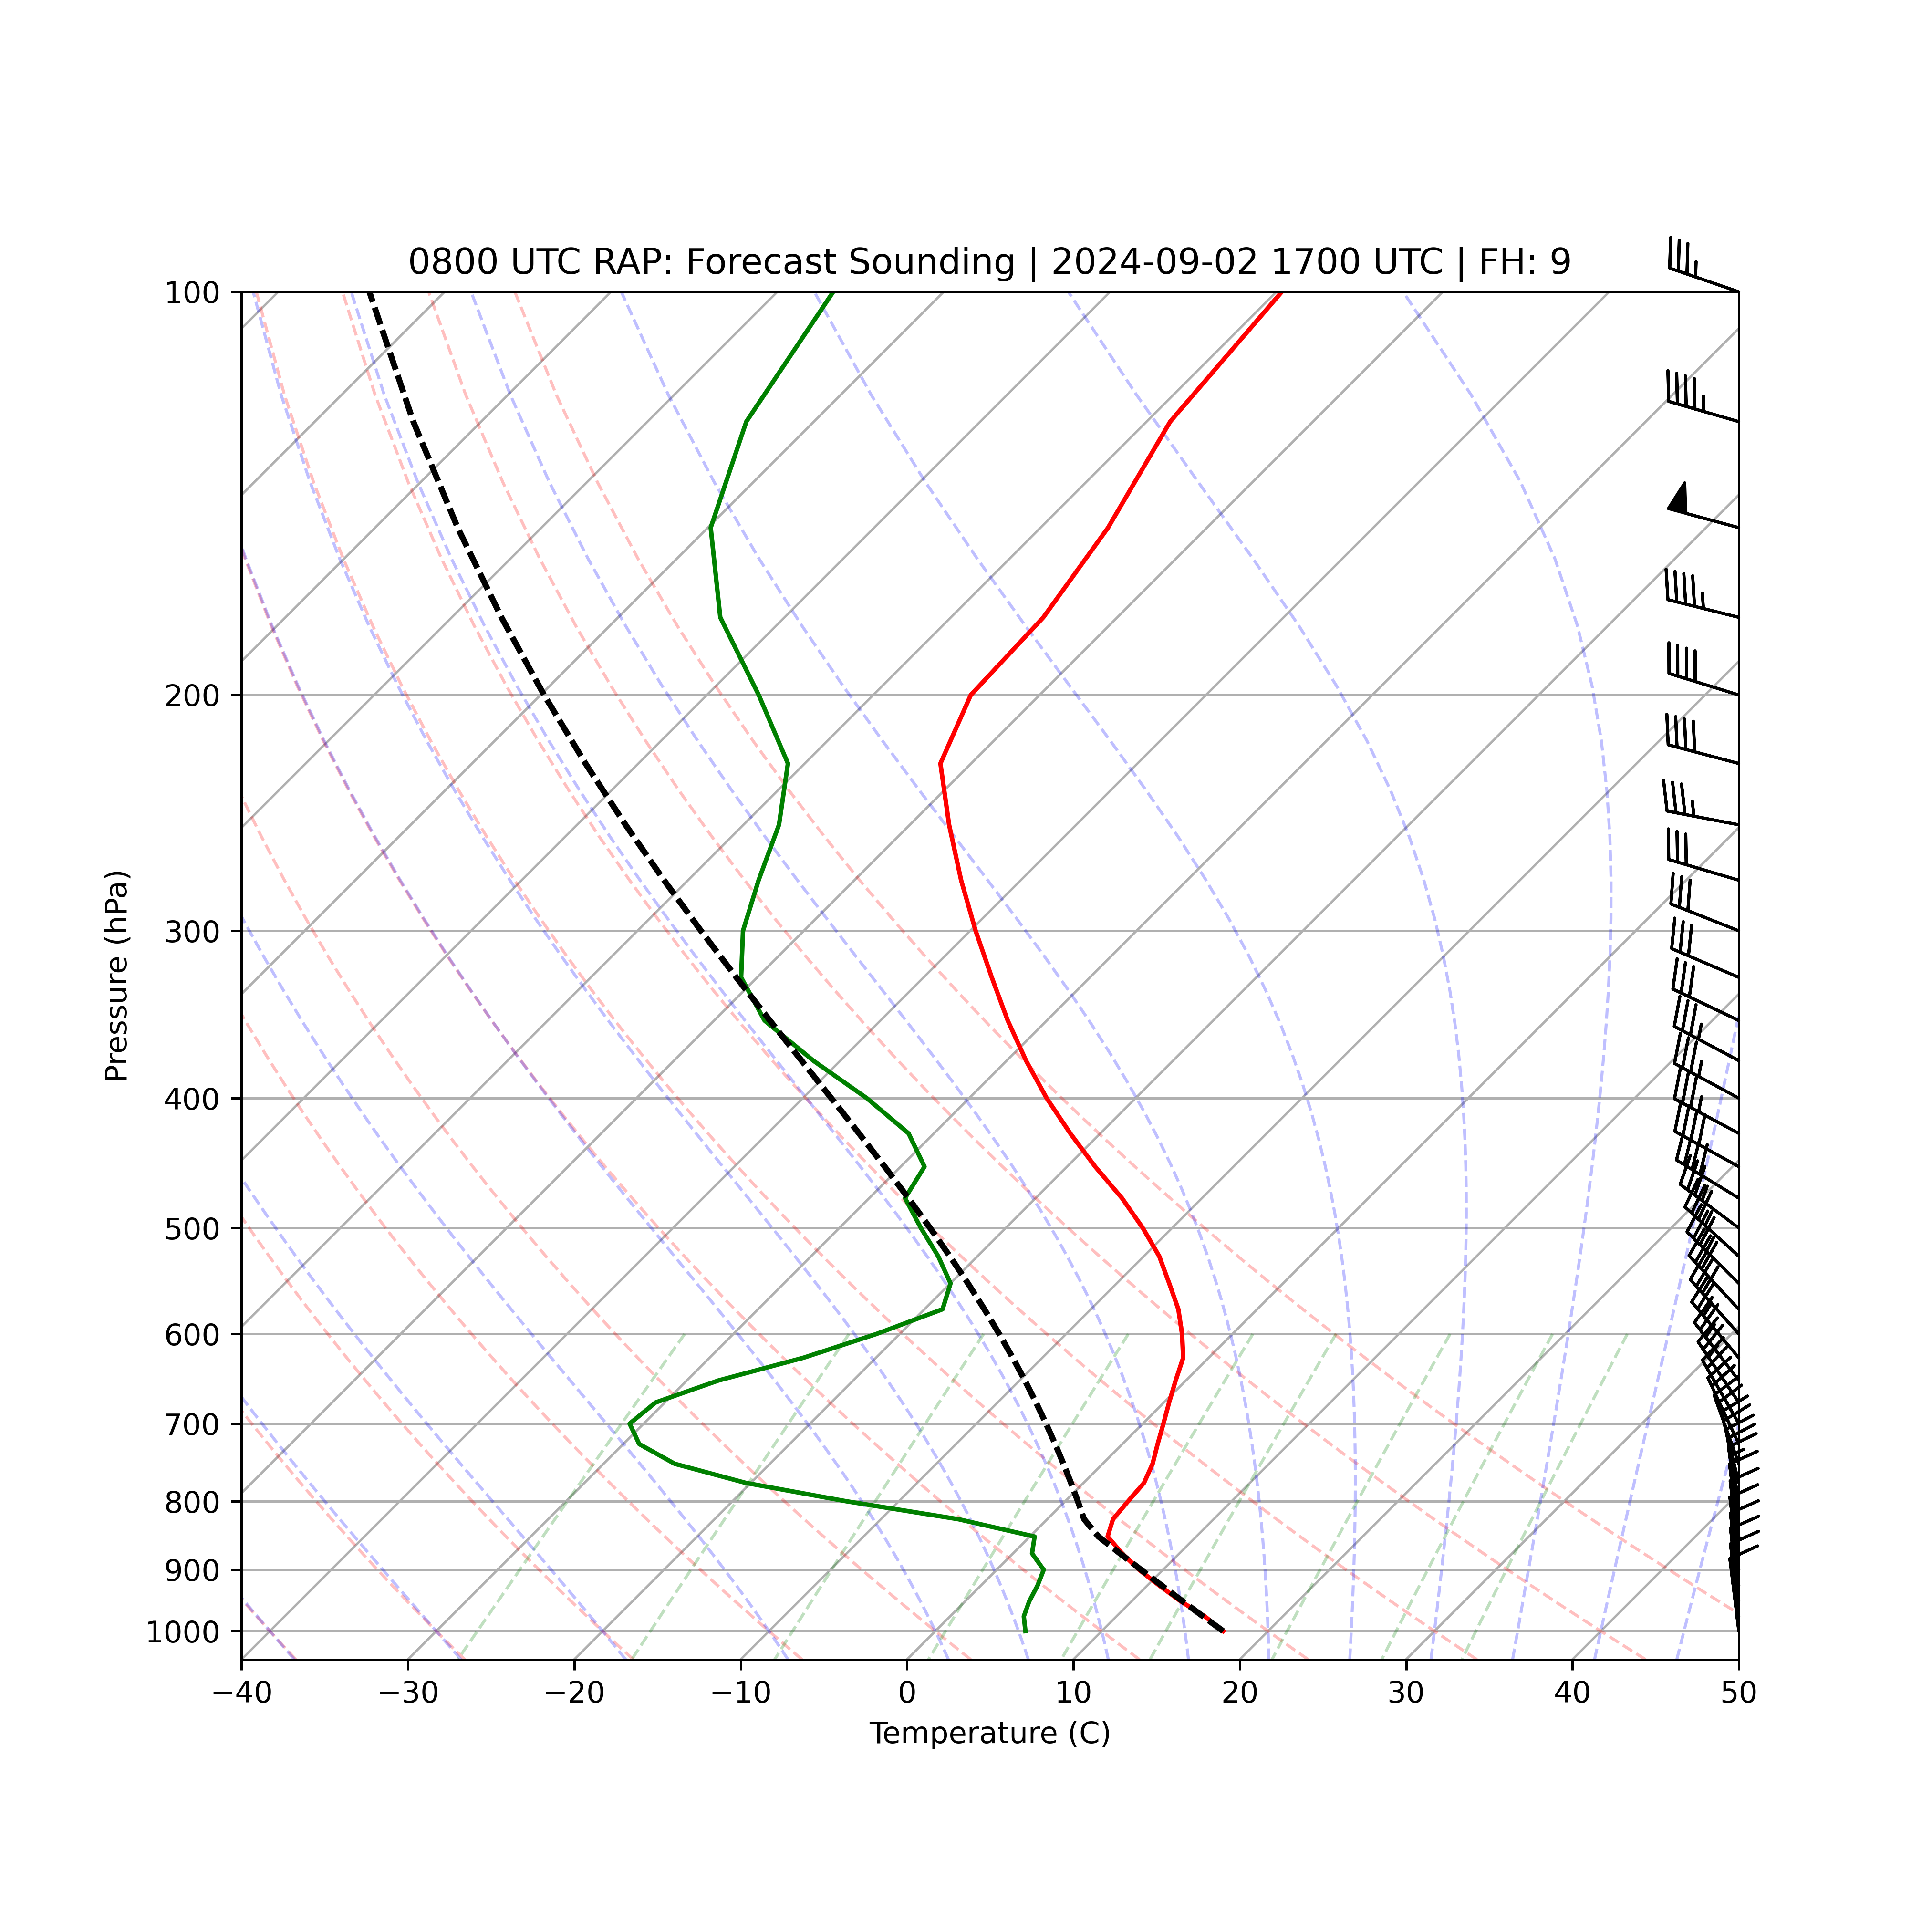 0800 UTC RAP: Forecast Sounding | 2024-09-02 1700 UTC | FH: 9
100
200
300
400
500
600
700
800
900
1000
Pressure (hPa)
−40 −30 −20 −10 0 10 20 30 40 50
Temperature (C)